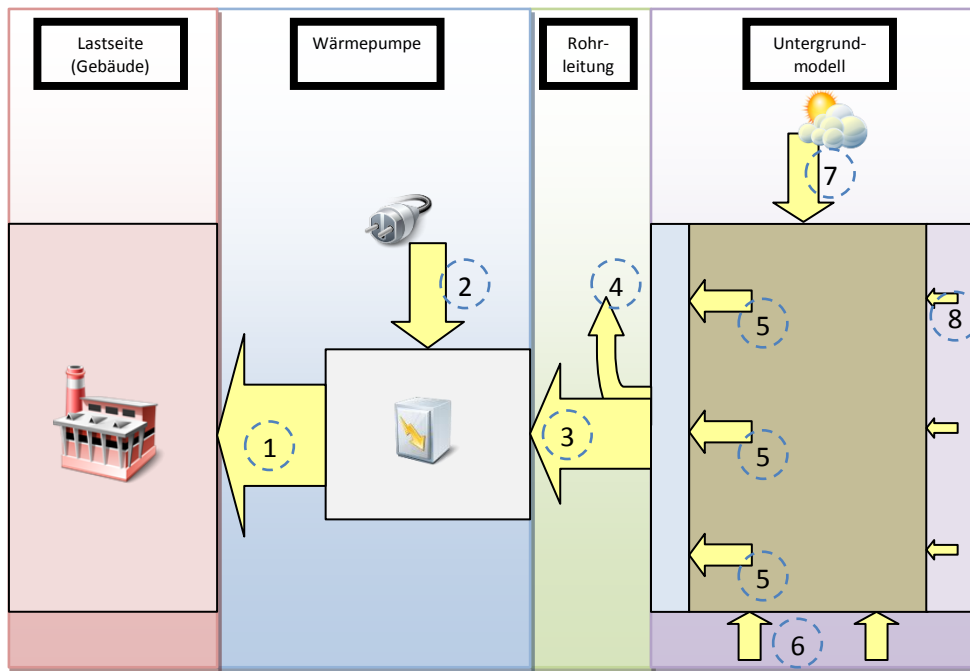 Lastseite
(Gebäude)
Wärmepumpe
Rohr-
leitung
Untergrund-
modell
7
2
4
5
8
1
3
5
5
6